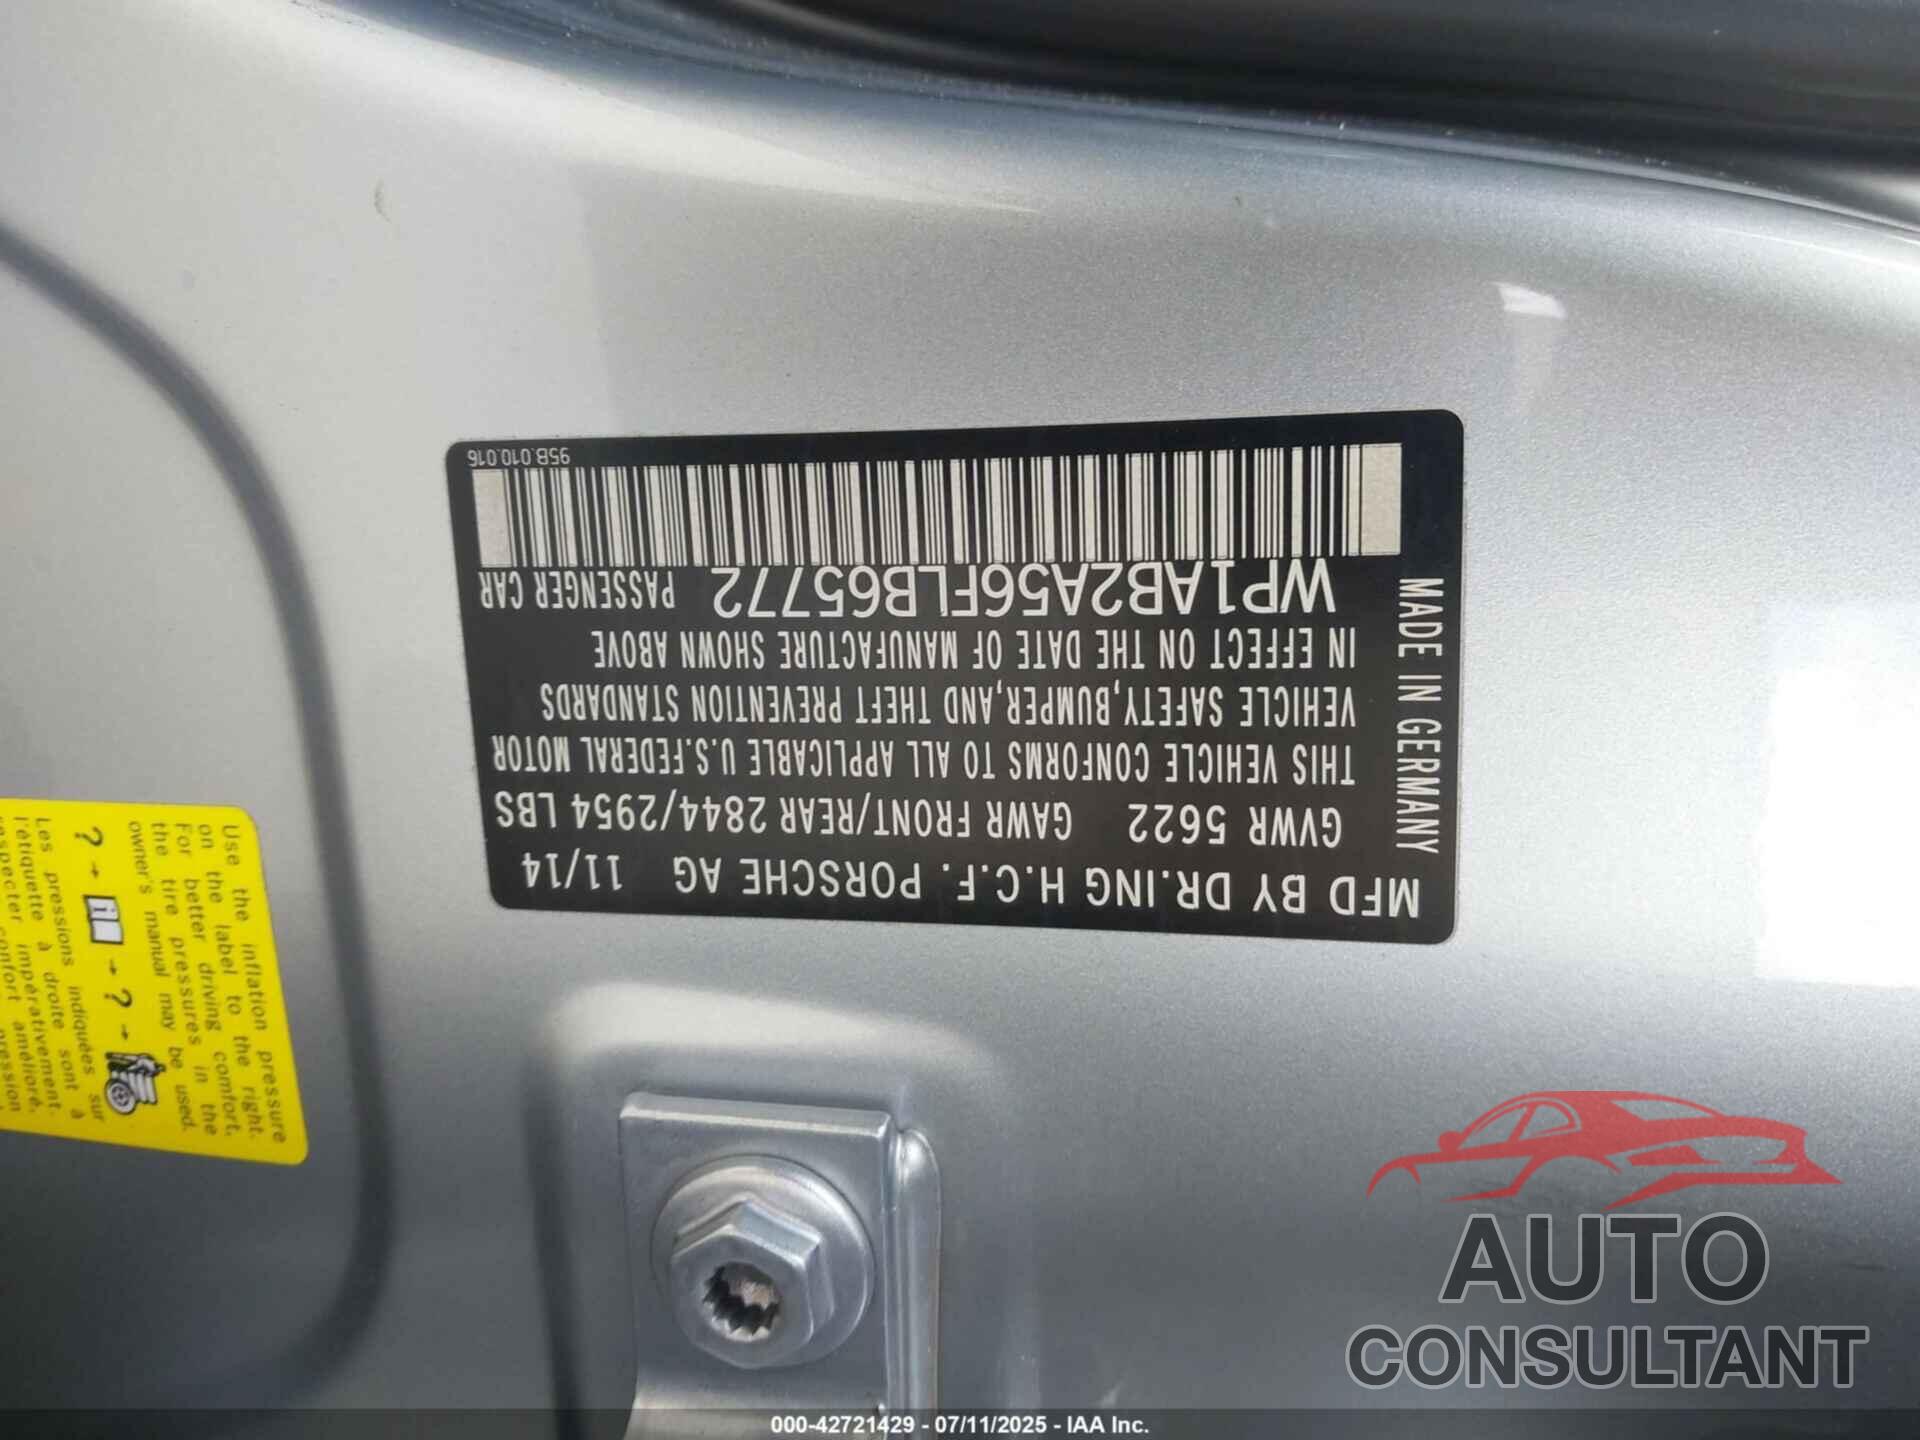 MFD BY DR.ING H.C.F. PORSCHE AG 11/14
GVWR 5622 GAWR FRONT/REAR 2844/2954 LBS
THIS VEHICLE CONFORMS TO ALL APPLICABLE U.S.FEDERAL MOTOR
VEHICLE SAFETY,BUMPER,AND THEFT PREVENTION STANDARDS
IN EFFECT ON THE DATE OF MANUFACTURE SHOWN ABOVE
WP1AB2A56FLB65772 PASSENGER CAR
95B.010.016
MADE IN GERMANY
Use the inflation pressure
on the label to the right.
For better driving comfort,
the tire pressures in the
owner's manual may be used.
? → i → ? →
Les pressions indiquées sur
l'étiquette à droite sont à
respecter impérativement.
confort amélioré,
pression
AUTO
CONSULTANT
000-42721429 - 07/11/2025 - IAA Inc.